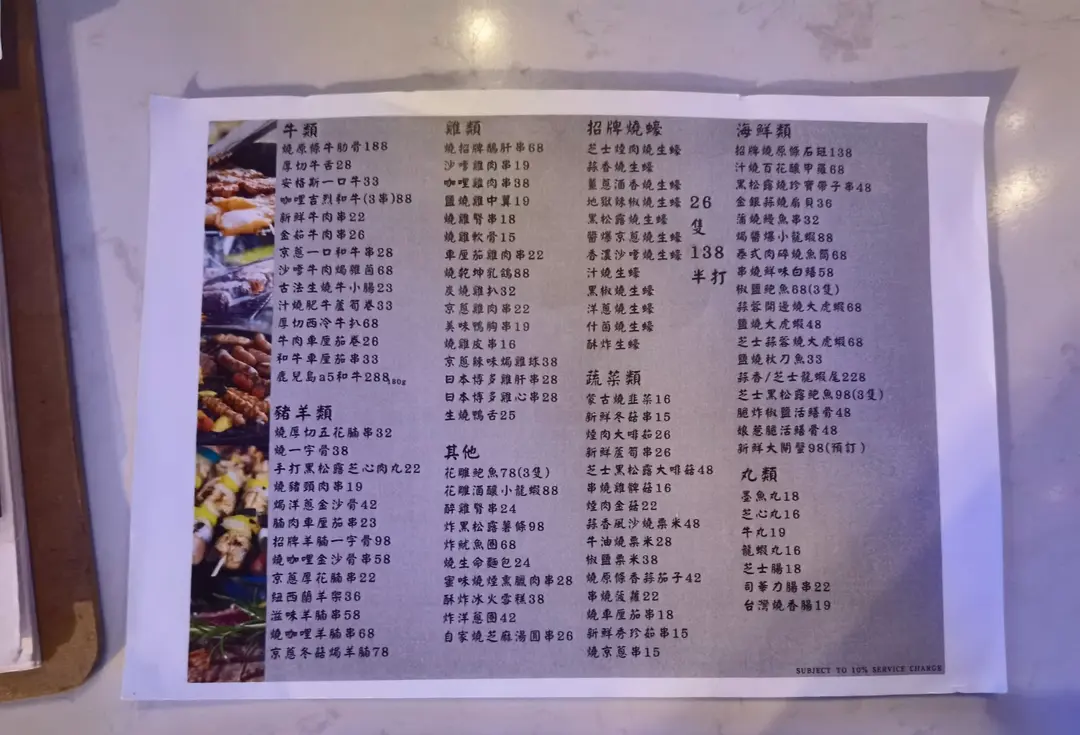 牛類
燒原條牛肋骨188
厚切牛舌28
安格斯一口牛33
咖哩吉烈和牛(3串)88
新鮮牛肉串22
金菇牛肉串26
京蔥一口和牛串28
沙嗲牛肉焗雜菌68
古法生燒牛小腸23
汁燒肥牛蘆筍卷33
厚切西冷牛扒68
牛肉車厘茄卷26
和牛車厘茄串33
鹿兒島a5和牛288,180g
豬羊類
燒厚切五花腩串32
燒一字骨38
手打黑松露芝心肉丸22
燒豬頸肉串19
焗洋蔥金沙骨42
腩肉車厘茄串23
招牌羊腩一字骨98
燒咖哩金沙骨串58
京蔥厚花腩串22
紐西蘭羊架36
滋味羊腩串58
燒咖哩羊腩串68
京蔥冬菇焗羊腩78
雞類
燒招牌鵝肝串68
沙嗲雞肉串19
咖哩雞肉串38
鹽燒雞中翼19
燒雞腎串18
燒雞軟骨15
車厘茄雞肉串22
燒乾坤乳鴿88
炭燒雞扒32
京蔥雞肉串22
美味鴨胸串19
燒雞皮串16
京蔥辣味焗雞球38
日本博多雞肝串28
日本博多雞心串28
生燒鴨舌25
其他
花雕鮑魚78(3隻)
花雕酒釀小龍蝦88
醉雞腎串24
炸黑松露薯條98
炸魷魚圈68
燒生命麵包24
蜜味燒煙熏臘肉串28
酥炸冰火雪糕38
炸洋蔥圈42
自家燒芝麻湯圓串26
招牌燒蠔
芝士煙肉燒生蠔
蒜香燒生蠔
薑蔥酒香燒生蠔
地獄辣椒燒生蠔
黑松露燒生蠔
醬爆京蔥燒生蠔
香濃沙嗲燒生蠔
汁燒生蠔
黑椒燒生蠔
洋蔥燒生蠔
什菌燒生蠔
酥炸生蠔
26
隻
138
半打
蔬菜類
蒙古燒韭菜16
新鮮冬菇串15
煙肉大啡菇26
新鮮蘆筍串26
芝士黑松露大啡菇48
串燒雞髀菇16
煙肉金菇22
蒜香風沙燒粟米48
牛油燒粟米28
椒鹽粟米38
燒原條香蒜茄子42
串燒菠蘿22
燒車厘茄串18
新鮮秀珍菇串15
燒京蔥串15
海鮮類
招牌燒原條石斑138
汁燒百花釀甲羅68
黑松露燒珍寶帶子串48
金銀蒜燒扇貝36
蒲燒鰻魚串32
焗醬爆小龍蝦88
泰式肉碎燒魚筒68
串燒鮮味白鱔58
椒鹽鮑魚68(3隻)
蒜蓉開邊燒大虎蝦68
鹽燒大虎蝦48
芝士蒜蓉燒大虎蝦68
鹽燒秋刀魚33
蒜香/芝士龍蝦尾228
芝士黑松露鮑魚98(3隻)
脆炸椒鹽活鱔骨48
娘惹脆活鱔骨48
新鮮大閘蟹98(預訂)
丸類
墨魚丸18
芝心丸16
牛丸19
龍蝦丸16
芝士腸18
司華力腸串22
台灣燒香腸19
SUBJECT TO 10% SERVICE CHARGE